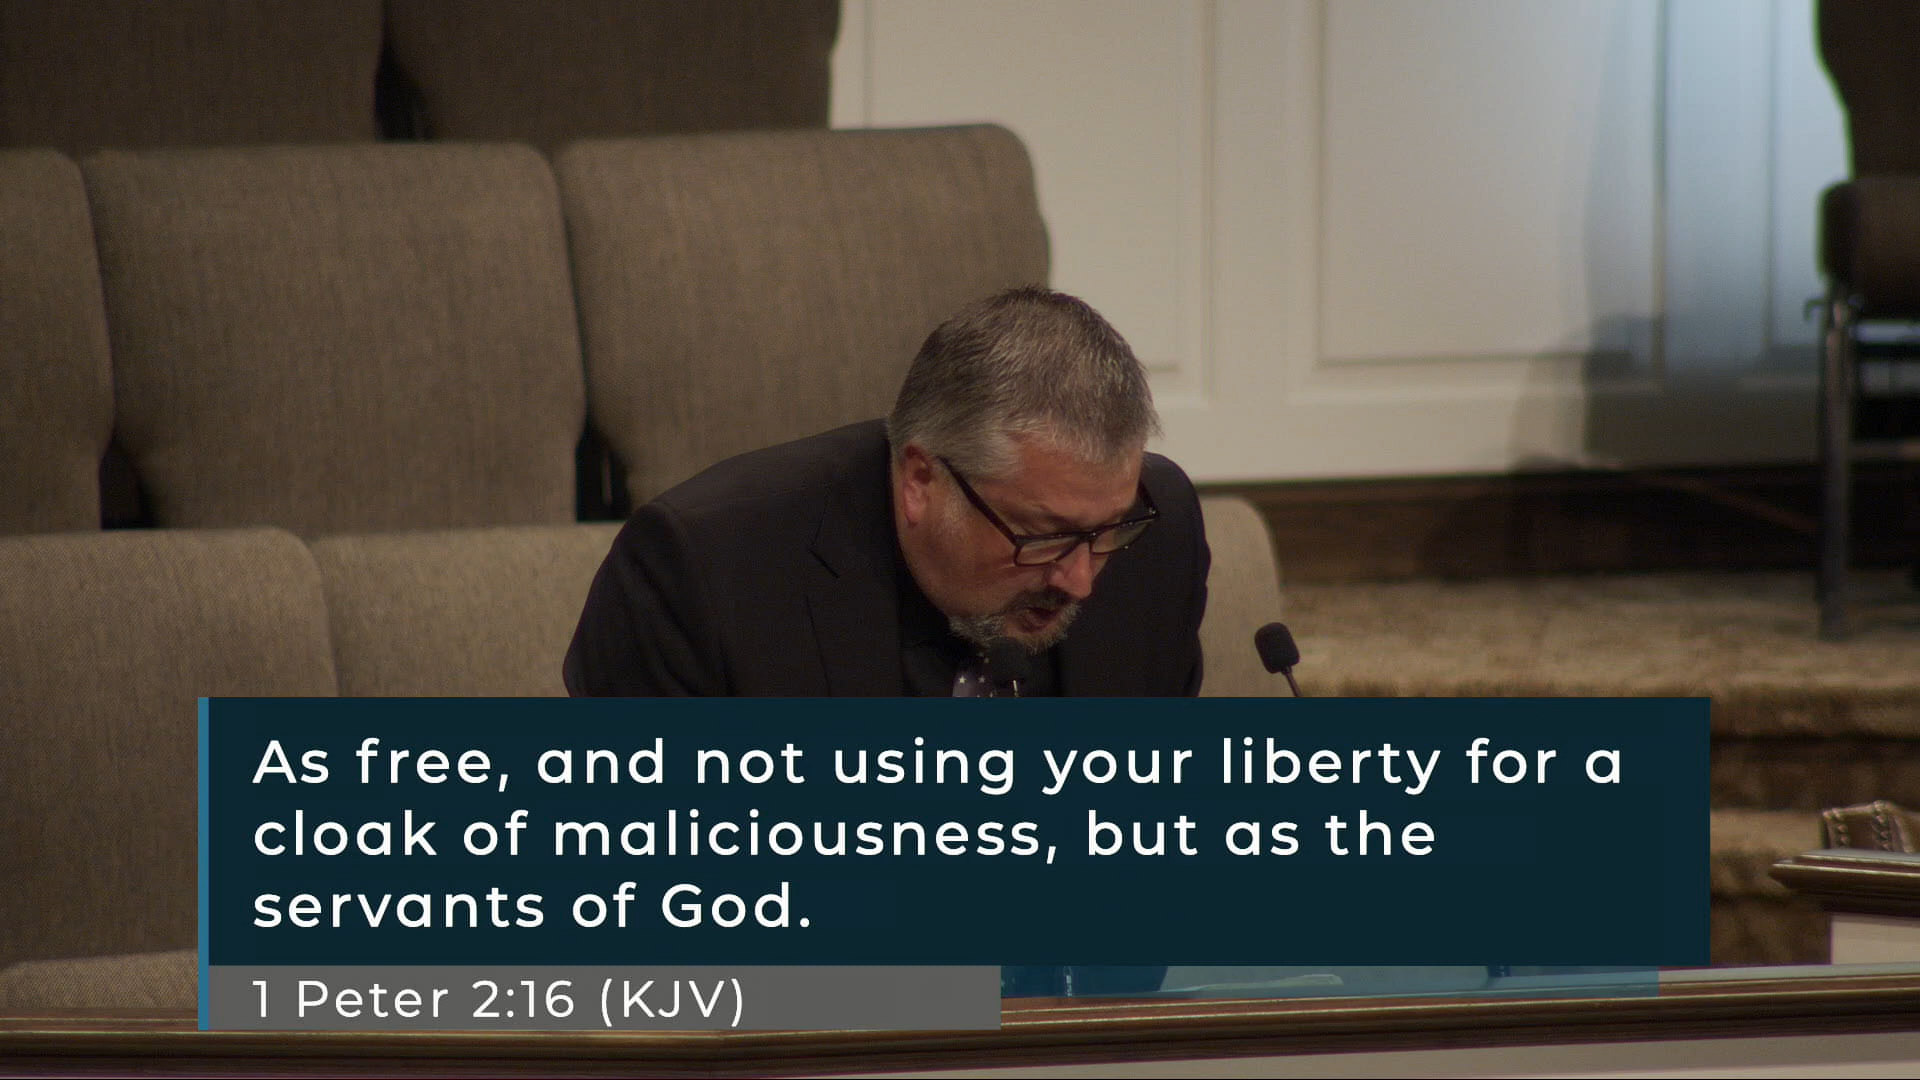 As free, and not using your liberty for a
cloak of maliciousness, but as the
servants of God.
1 Peter 2:16 (KJV)